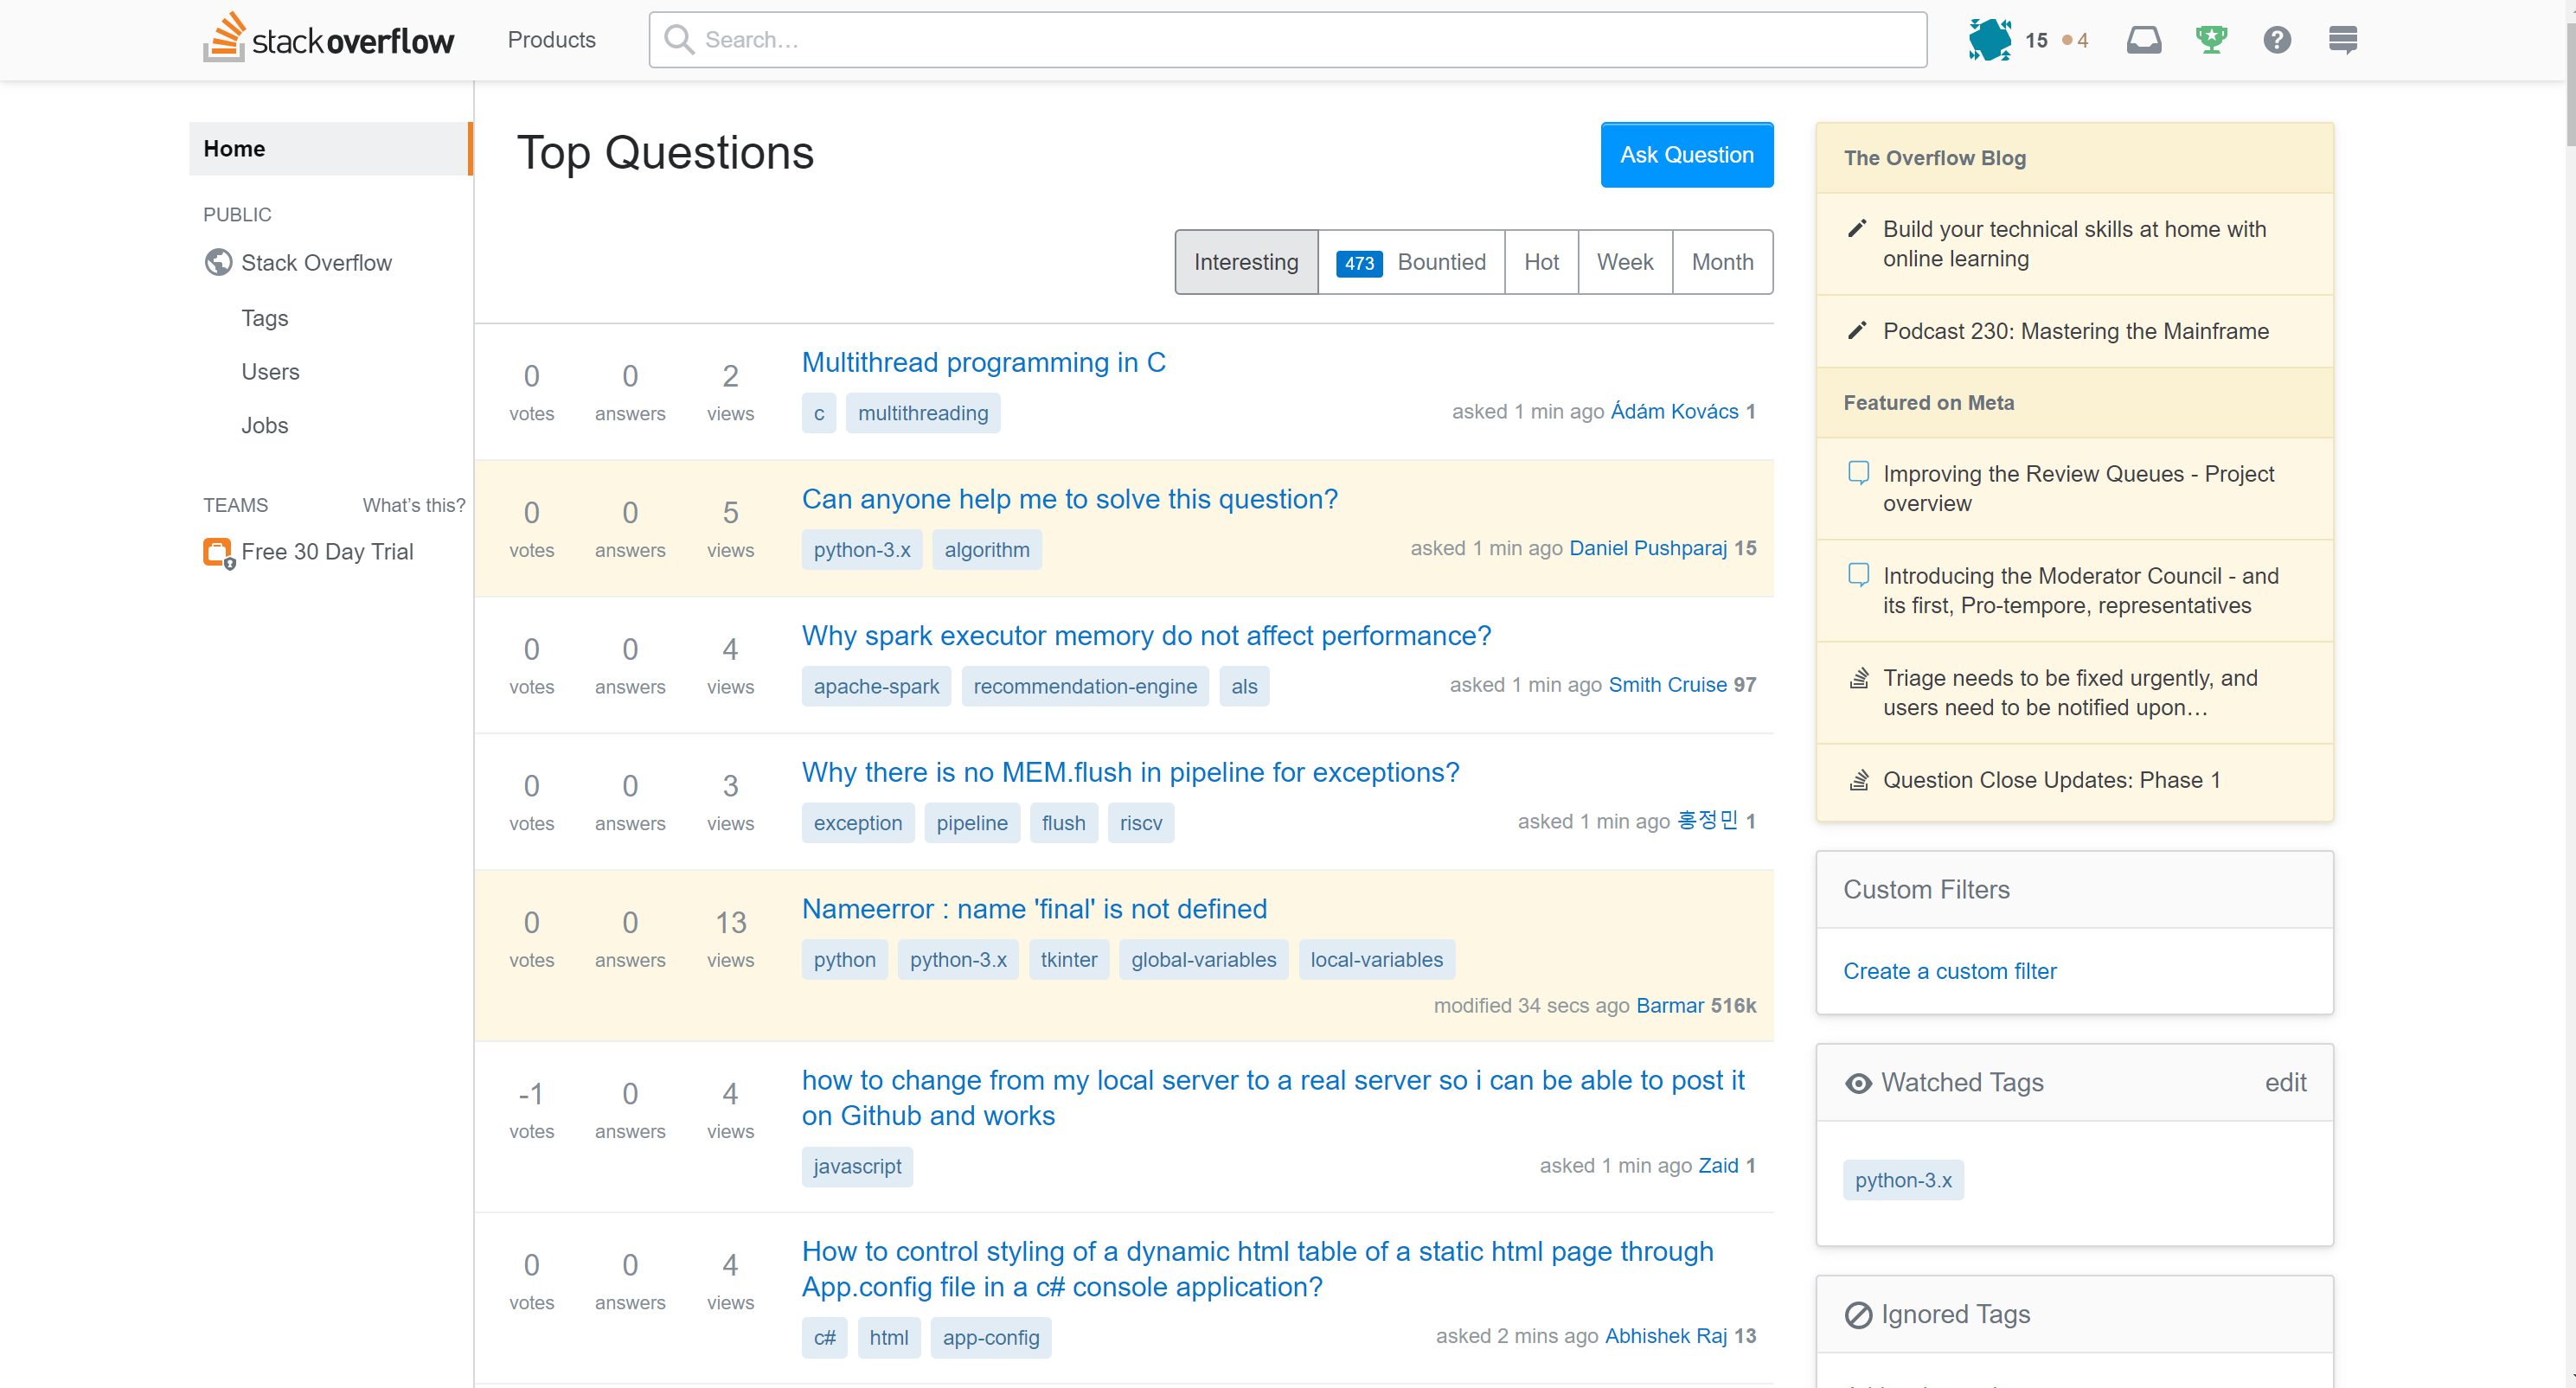 stackoverflow
Products
Search…
15 4
Home
PUBLIC
Stack Overflow
Tags
Users
Jobs
TEAMS
What's this?
Free 30 Day Trial
Top Questions
Ask Question
Interesting
473 Bountied
Hot
Week
Month
0 votes
0 answers
2 views
Multithread programming in C
c multithreading
asked 1 min ago Ádám Kovács 1
0 votes
0 answers
5 views
Can anyone help me to solve this question?
python-3.x algorithm
asked 1 min ago Daniel Pushparaj 15
0 votes
0 answers
4 views
Why spark executor memory do not affect performance?
apache-spark recommendation-engine als
asked 1 min ago Smith Cruise 97
0 votes
0 answers
3 views
Why there is no MEM.flush in pipeline for exceptions?
exception pipeline flush riscv
asked 1 min ago 홍정민 1
0 votes
0 answers
13 views
Nameerror : name 'final' is not defined
python python-3.x tkinter global-variables local-variables
modified 34 secs ago Barmar 516k
-1 votes
0 answers
4 views
how to change from my local server to a real server so i can be able to post it
on Github and works
javascript
asked 1 min ago Zaid 1
0 votes
0 answers
4 views
How to control styling of a dynamic html table of a static html page through
App.config file in a c# console application?
c# html app-config
asked 2 mins ago Abhishek Raj 13
The Overflow Blog
Build your technical skills at home with
online learning
Podcast 230: Mastering the Mainframe
Featured on Meta
Improving the Review Queues - Project
overview
Introducing the Moderator Council - and
its first, Pro-tempore, representatives
Triage needs to be fixed urgently, and
users need to be notified upon…
Question Close Updates: Phase 1
Custom Filters
Create a custom filter
Watched Tags
edit
python-3.x
Ignored Tags